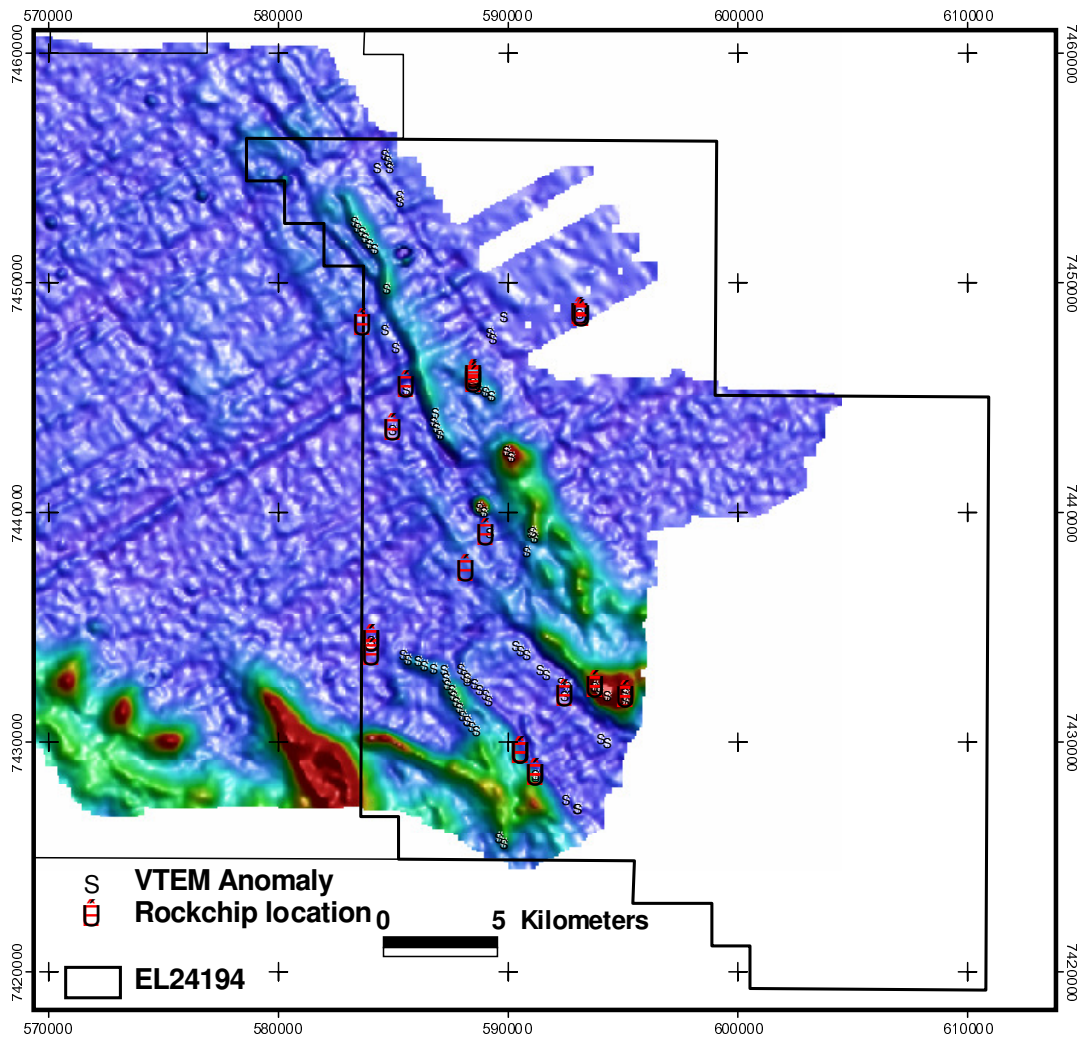 570000 580000 590000 600000 610000
7460000 7460000
7450000 7450000
7440000 7440000
7430000 7430000
7420000 7420000
S VTEM Anomaly
Rockchip location
0 5 Kilometers
EL24194
570000 580000 590000 600000 610000